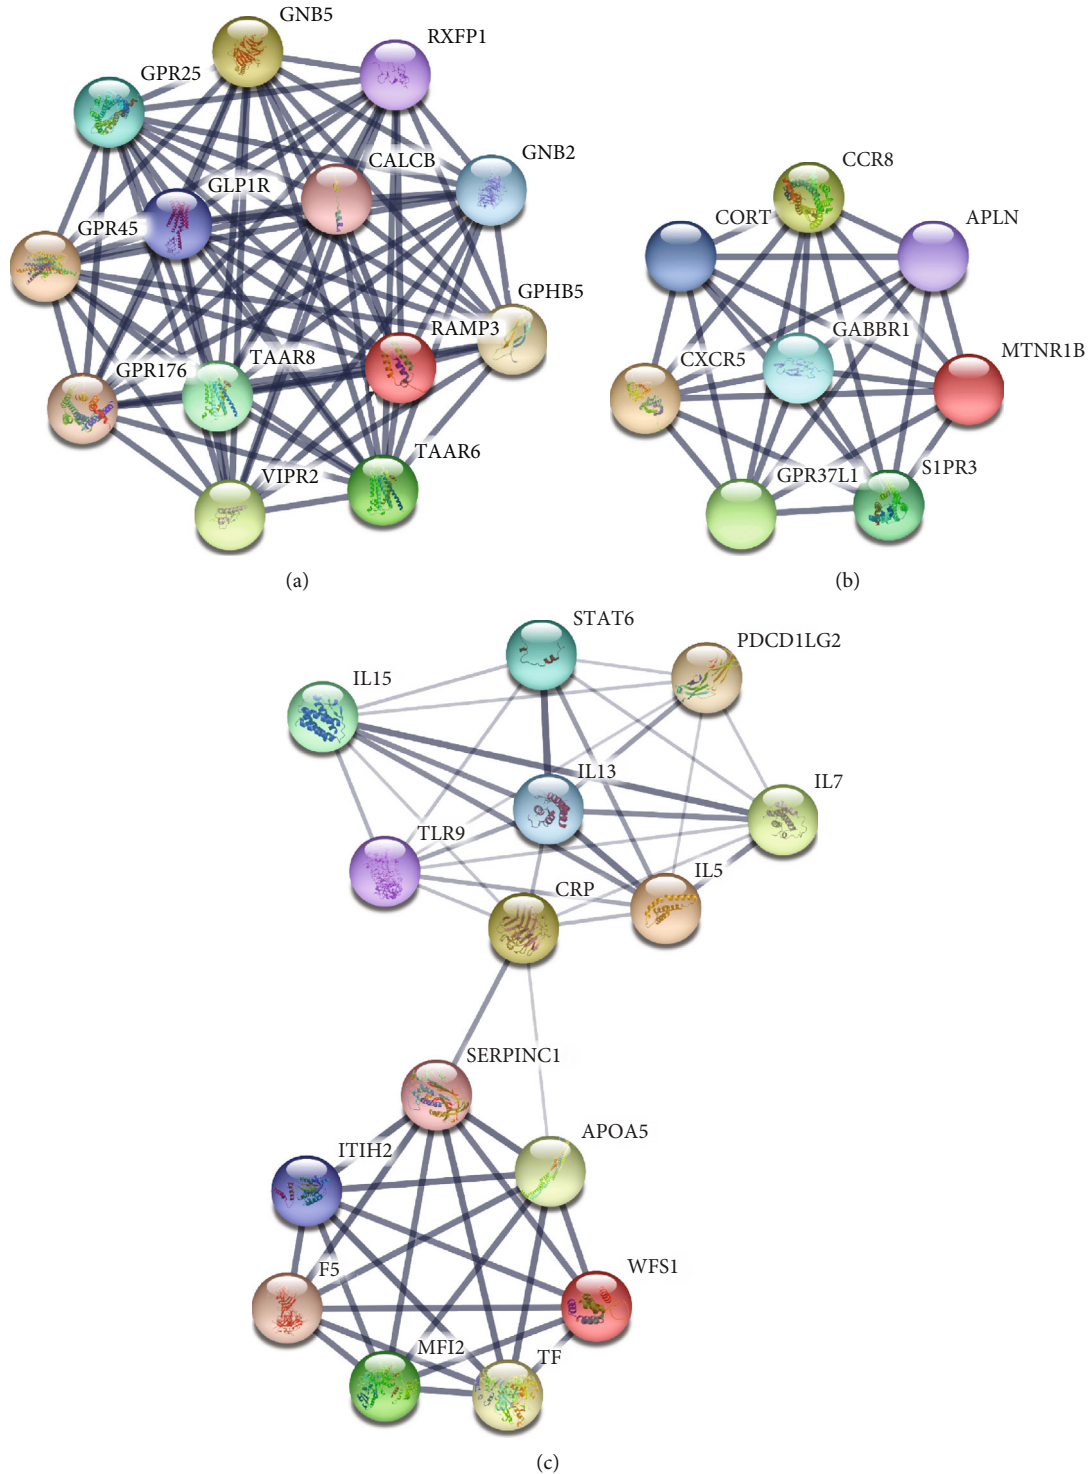 GNB5
RXFP1
GPR25
GNB2
CALCB
GLP1R
GPR45
GPHB5
RAMP3
TAAR8
GPR176
TAAR6
VIPR2
(a)
CCR8
CORT
APLN
GABBR1
MTNR1B
CXCR5
GPR37L1
S1PR3
(b)
STAT6
PDCD1LG2
IL15
IL13
IL7
TLR9
IL5
CRP
SERPINC1
APOA5
ITIH2
WFS1
F5
MFI2
TF
(c)